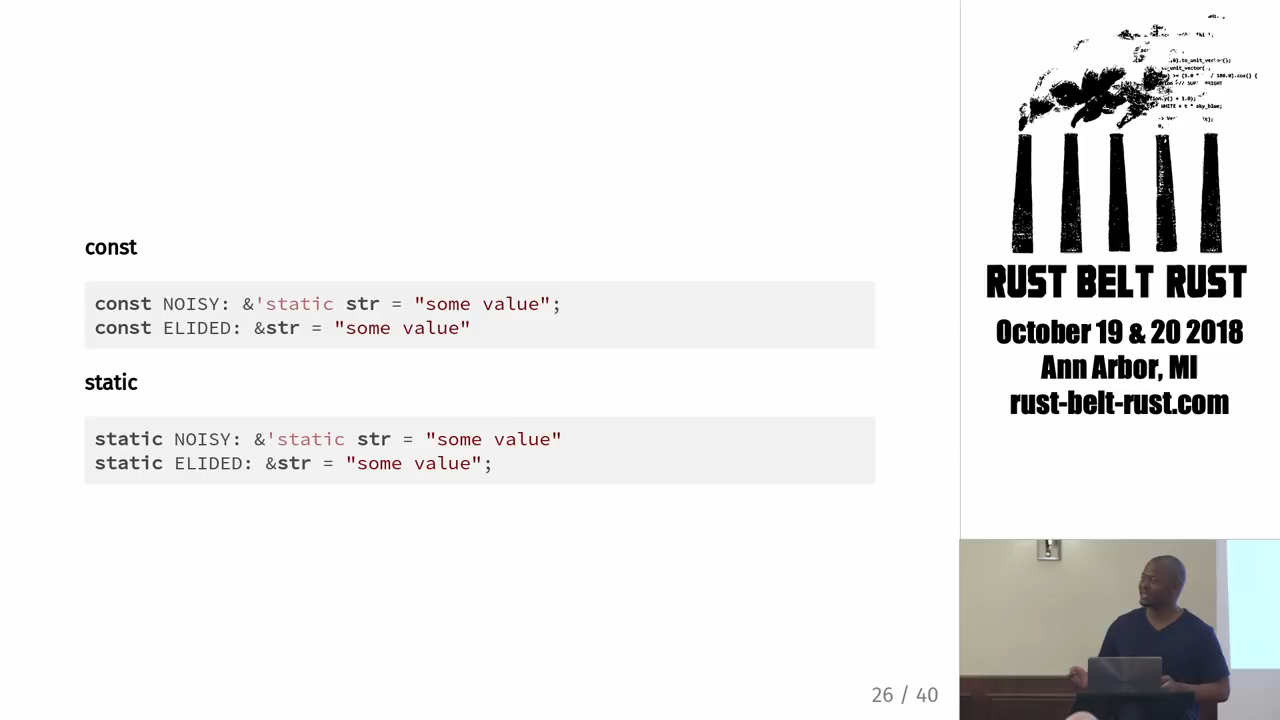 const
const NOISY: &'static str = "some value";
const ELIDED: &str = "some value"
static
static NOISY: &'static str = "some value"
static ELIDED: &str = "some value";
26 / 40
RUST BELT RUST
October 19 & 20 2018
Ann Arbor, MI
rust-belt-rust.com